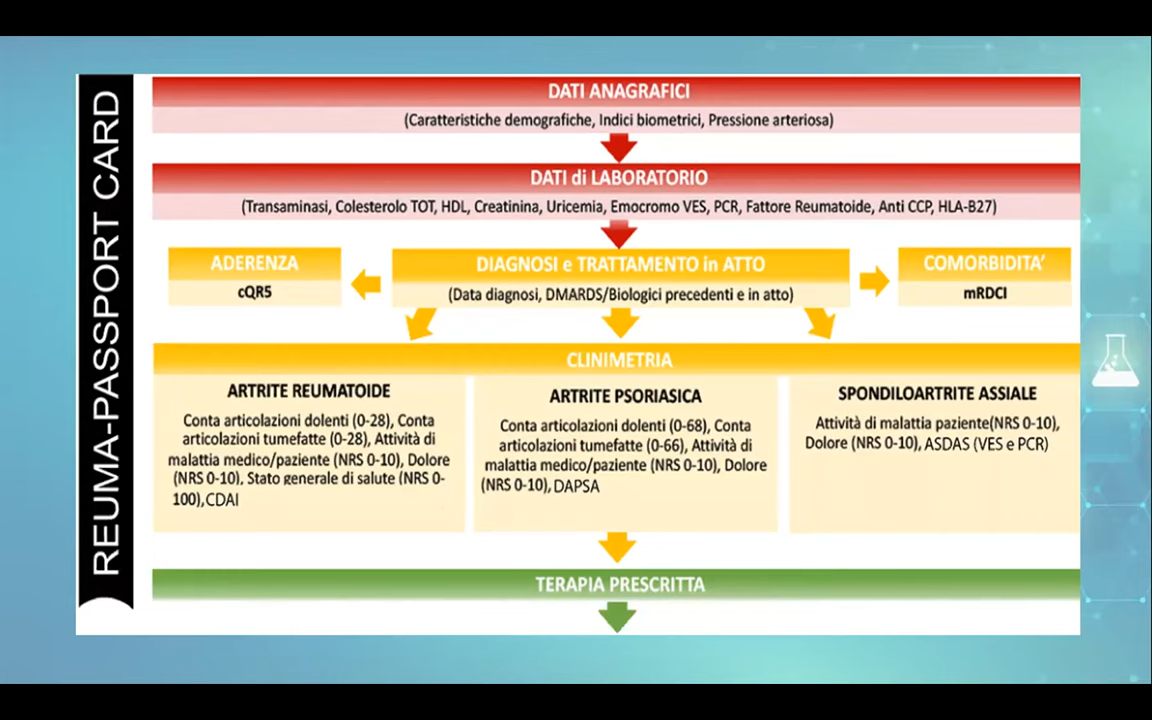 REUMA-PASSPORT CARD
DATI ANAGRAFICI
(Caratteristiche demografiche, Indici biometrici, Pressione arteriosa)
DATI di LABORATORIO
(Transaminasi, Colesterolo TOT, HDL, Creatinina, Uricemia, Emocromo VES, PCR, Fattore Reumatoide, Anti CCP, HLA-B27)
ADERENZA
cQR5
DIAGNOSI e TRATTAMENTO in ATTO
(Data diagnosi, DMARDS/Biologici precedenti e in atto)
COMORBIDITA’
mRDCI
CLINIMETRIA
ARTRITE REUMATOIDE
Conta articolazioni dolenti (0-28), Conta
articolazioni tumefatte (0-28), Attività di
malattia medico/paziente (NRS 0-10), Dolore
(NRS 0-10), Stato generale di salute (NRS 0-
100),CDAI
ARTRITE PSORIASICA
Conta articolazioni dolenti (0-68), Conta
articolazioni tumefatte (0-66), Attività di
malattia medico/paziente (NRS 0-10), Dolore
(NRS 0-10), DAPSA
SPONDILOARTRITE ASSIALE
Attività di malattia paziente(NRS 0-10),
Dolore (NRS 0-10), ASDAS (VES e PCR)
TERAPIA PRESCRITTA